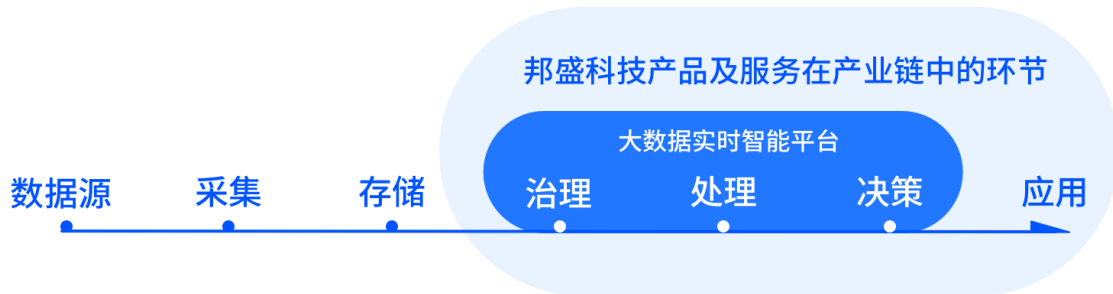 邦盛科技产品及服务在产业链中的环节
大数据实时智能平台
数据源 采集 存储 治理 处理 决策 应用